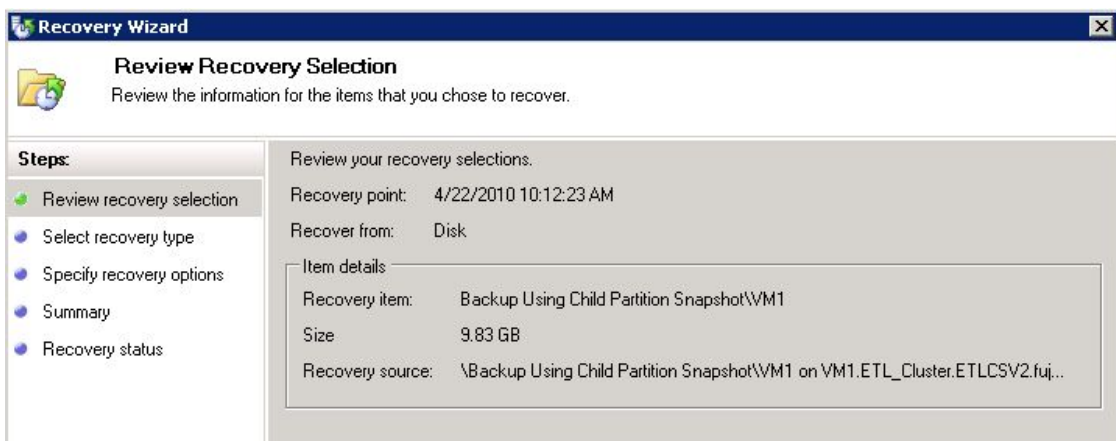 Recovery Wizard
Review Recovery Selection
Review the information for the items that you chose to recover.
Steps:
Review recovery selection
Select recovery type
Specify recovery options
Summary
Recovery status
Review your recovery selections.
Recovery point: 4/22/2010 10:12:23 AM
Recover from: Disk
Item details
Recovery item: Backup Using Child Partition Snapshot\VM1
Size 9.83 GB
Recovery source: \Backup Using Child Partition Snapshot\VM1 on VM1.ETL_Cluster.ETLCSV2.fuj...